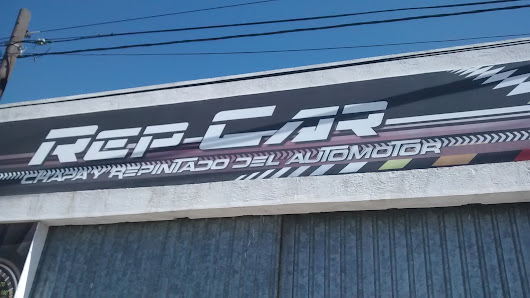 REP-CAR
CHAPA Y REPINTADO DEL AUTOMOTOR